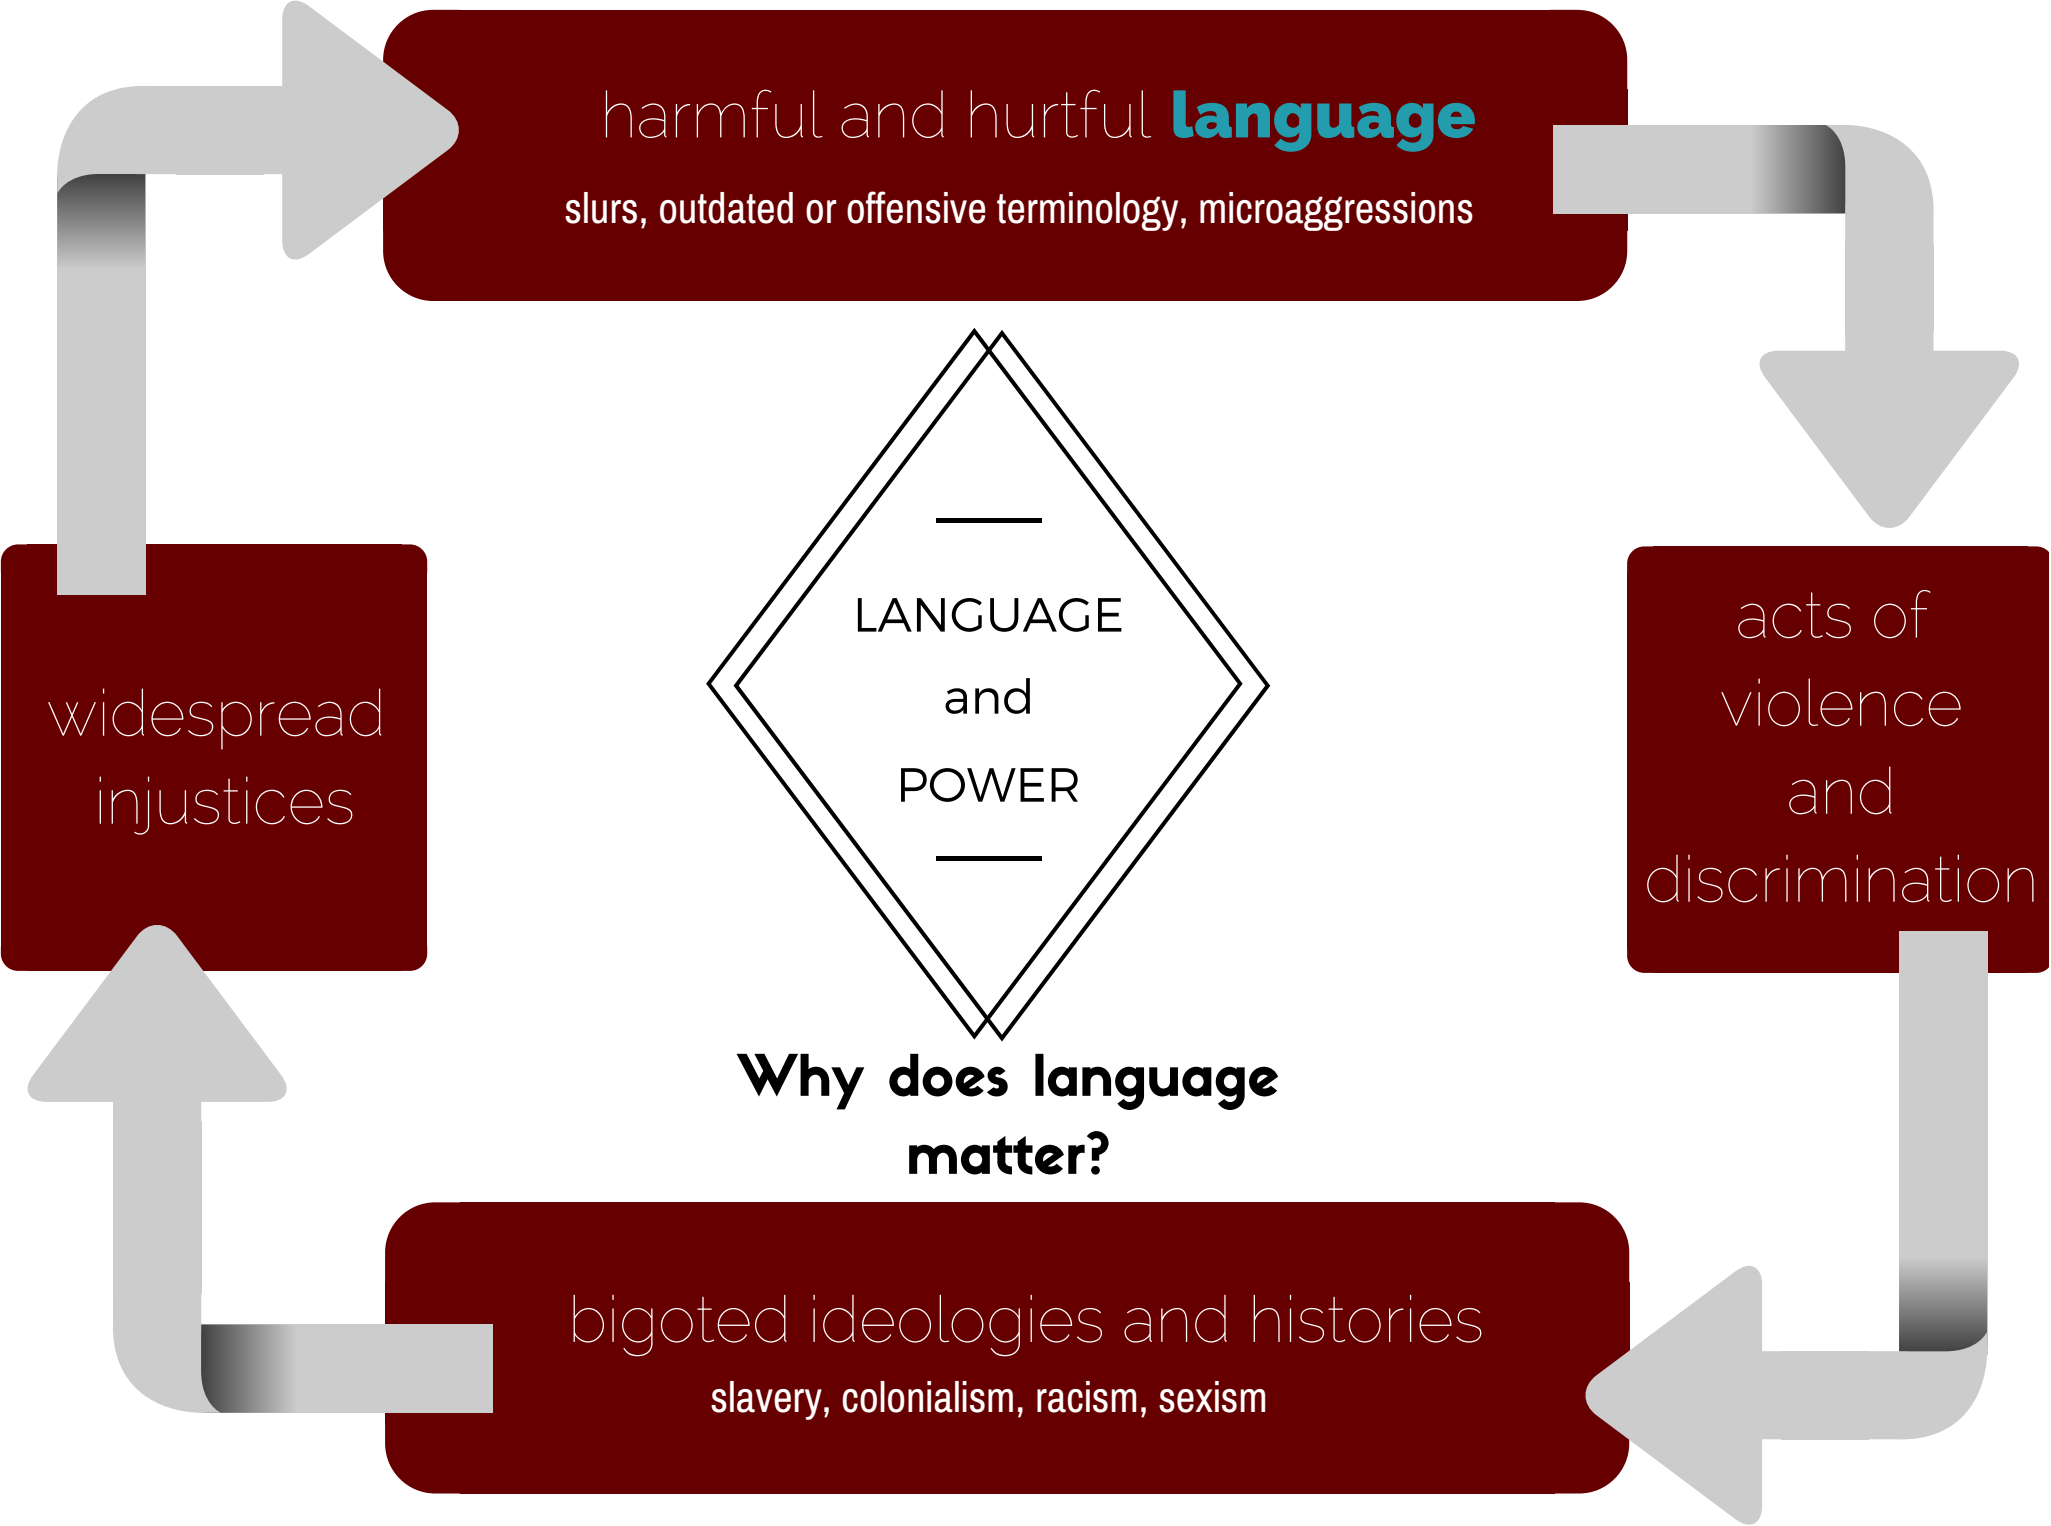 harmful and hurtful language
slurs, outdated or offensive terminology, microaggressions
acts of
violence
and
discrimination
bigoted ideologies and histories
slavery, colonialism, racism, sexism
widespread
injustices
LANGUAGE
and
POWER
Why does language
matter?